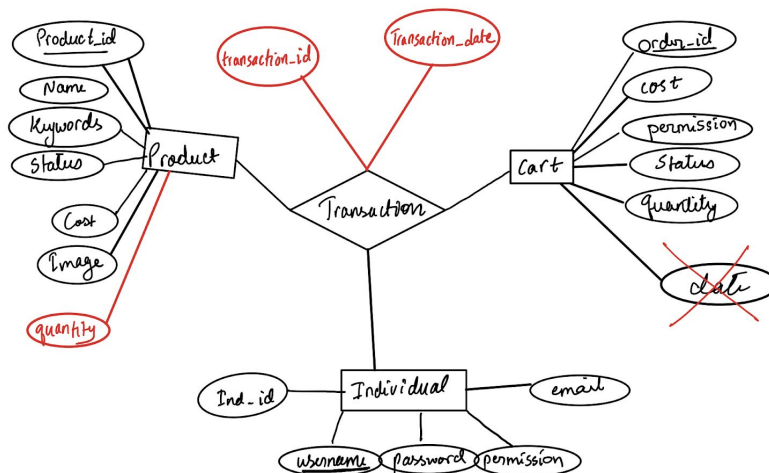 Product_id
Name
Keywords
Status
Cost
Image
quantity
Product
transaction_id
Transaction_date
Transaction
Order_id
cost
permission
Status
quantity
date
Cart
Individual
Ind_id
email
username
password
permission